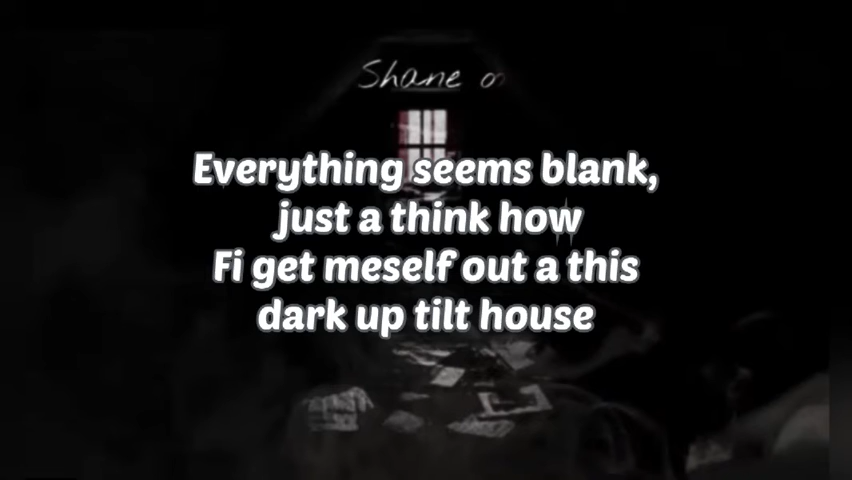 Shane
Everything seems blank,
just a think how
Fi get meself out a this
dark up tilt house